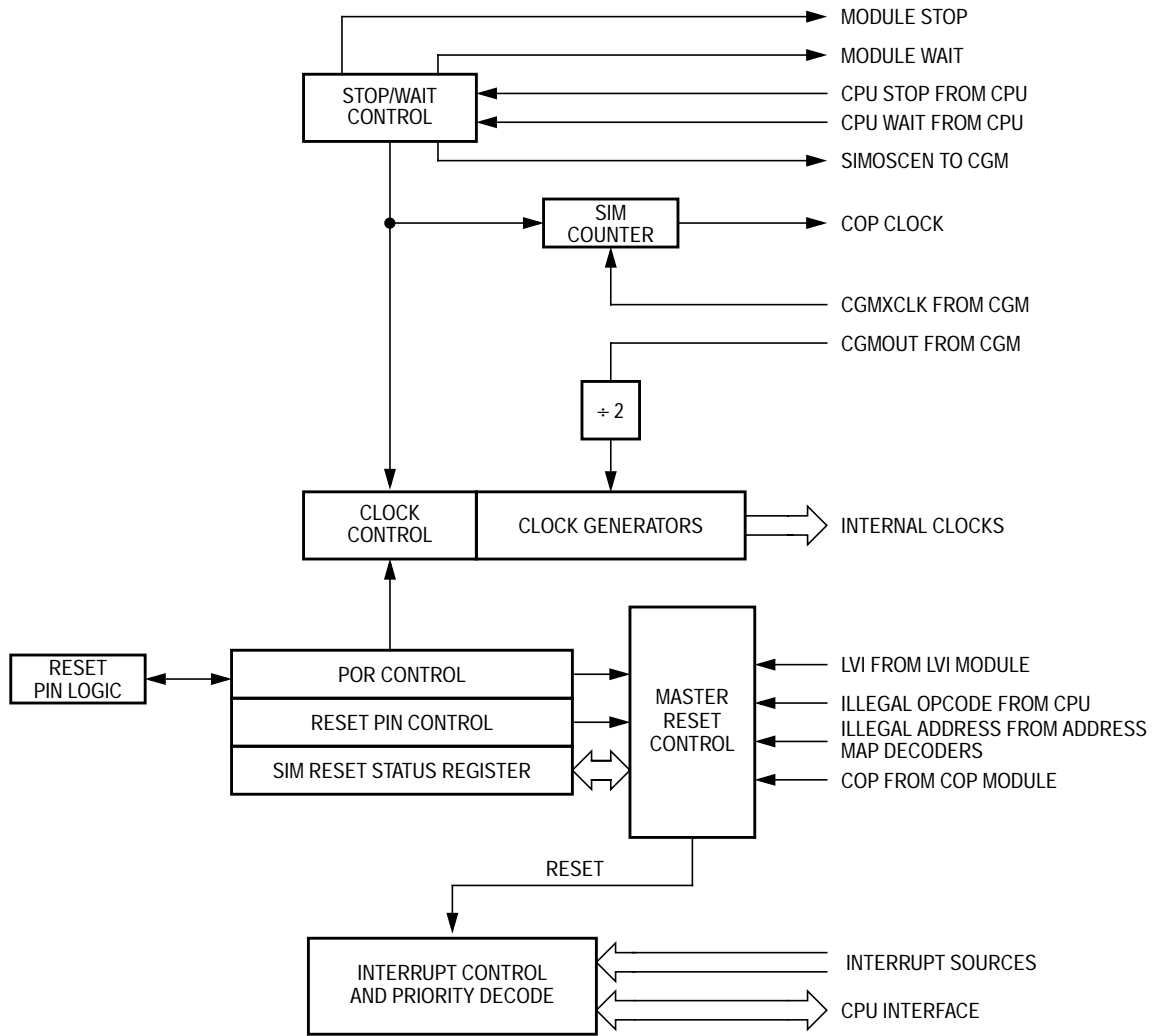 MODULE STOP
MODULE WAIT
STOP/WAIT
CONTROL
CPU STOP FROM CPU
CPU WAIT FROM CPU
SIMOSCEN TO CGM
SIM
COUNTER
COP CLOCK
CGMXCLK FROM CGM
CGMOUT FROM CGM
÷ 2
CLOCK
CONTROL
CLOCK GENERATORS
INTERNAL CLOCKS
RESET
PIN LOGIC
POR CONTROL
RESET PIN CONTROL
SIM RESET STATUS REGISTER
MASTER
RESET
CONTROL
LVI FROM LVI MODULE
ILLEGAL OPCODE FROM CPU
ILLEGAL ADDRESS FROM ADDRESS
MAP DECODERS
COP FROM COP MODULE
RESET
INTERRUPT CONTROL
AND PRIORITY DECODE
INTERRUPT SOURCES
CPU INTERFACE